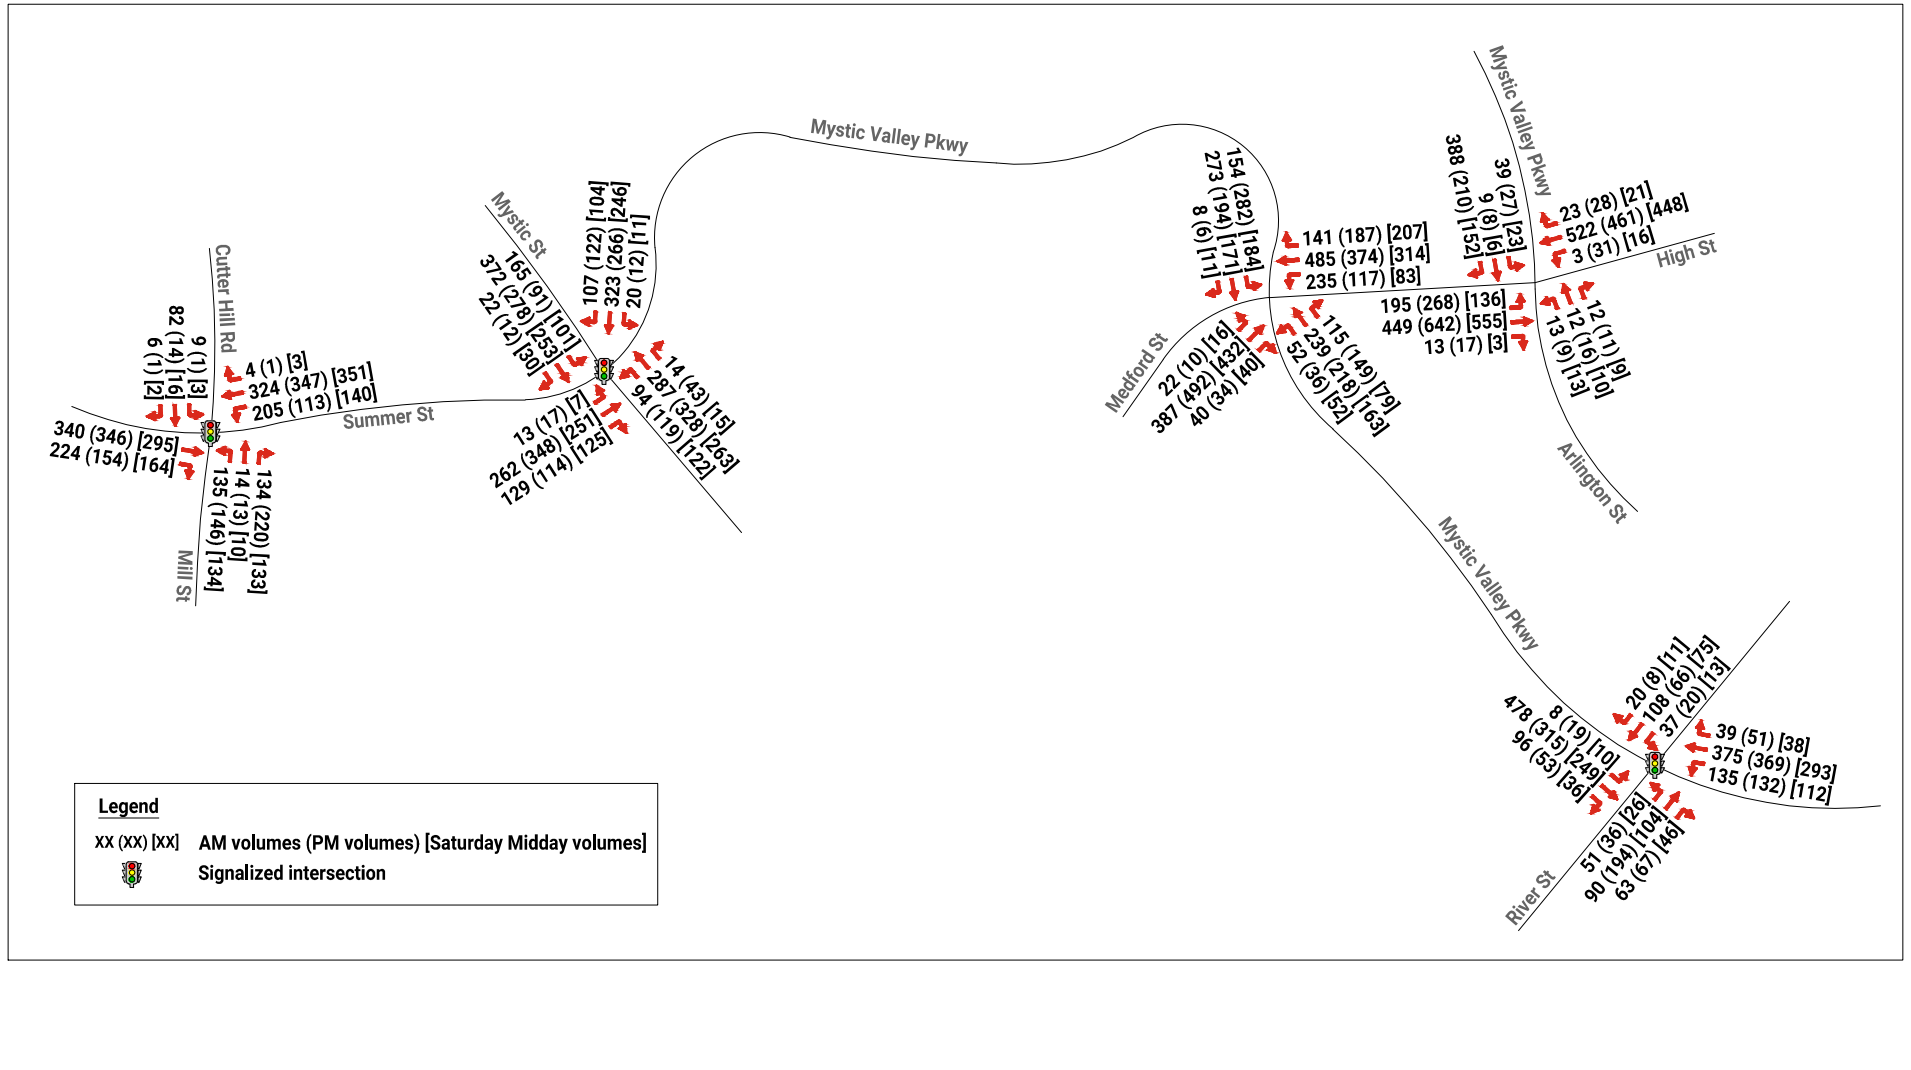 Cutter Hill Rd
6 (1) [2]
82 (14) [16]
9 (1) [3]
4 (1) [3]
324 (347) [351]
205 (113) [140]
Summer St
340 (346) [295]
224 (154) [164]
135 (146) [134]
14 (13) [10]
134 (220) [133]
Mill St
Mystic St
165 (91) [101]
372 (278) [253]
22 (12) [30]
107 (122) [104]
323 (266) [246]
20 (12) [11]
14 (43) [15]
287 (328) [263]
94 (119) [122]
13 (17) [7]
262 (348) [251]
129 (114) [125]
Mystic Valley Pkwy
154 (282) [184]
273 (194) [171]
8 (6) [11]
141 (187) [207]
485 (374) [314]
235 (117) [83]
Medford St
22 (10) [16]
387 (492) [432]
40 (34) [40]
115 (149) [79]
239 (218) [163]
52 (36) [52]
Mystic Valley Pkwy
388 (210) [152]
9 (8) [6]
39 (27) [23]
23 (28) [21]
522 (461) [448]
3 (31) [16]
High St
195 (268) [136]
449 (642) [555]
13 (17) [3]
12 (11) [9]
12 (16) [10]
13 (9) [13]
Arlington St
Mystic Valley Pkwy
20 (8) [11]
108 (66) [75]
37 (20) [13]
8 (19) [10]
478 (315) [249]
96 (53) [36]
39 (51) [38]
375 (369) [293]
135 (132) [112]
51 (36) [26]
90 (194) [104]
63 (67) [46]
River St
Legend
XX (XX) [XX] AM volumes (PM volumes) [Saturday Midday volumes]
Signalized intersection